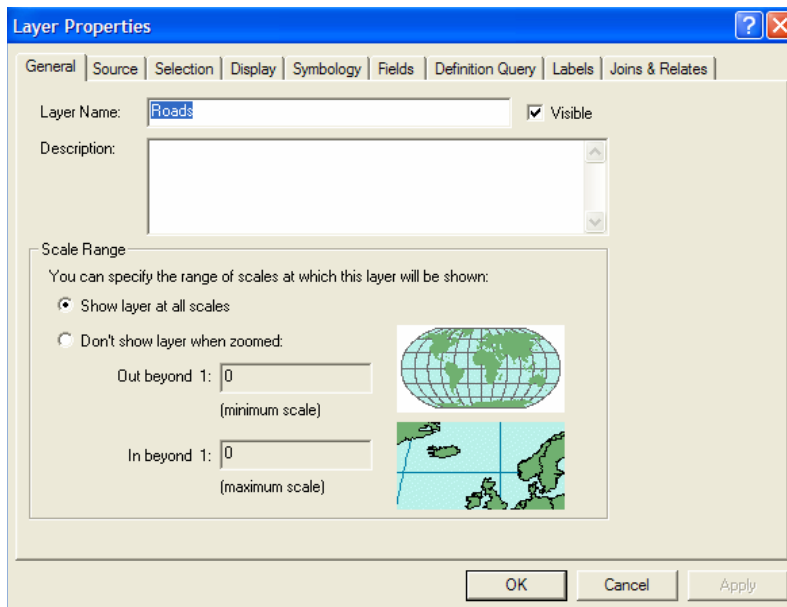 Layer Properties
?
General Source Selection Display Symbology Fields Definition Query Labels Joins & Relates
Layer Name: Roads Visible
Description:
Scale Range
You can specify the range of scales at which this layer will be shown:
Show layer at all scales
Don't show layer when zoomed:
Out beyond 1: 0
(minimum scale)
In beyond 1: 0
(maximum scale)
OK Cancel Apply